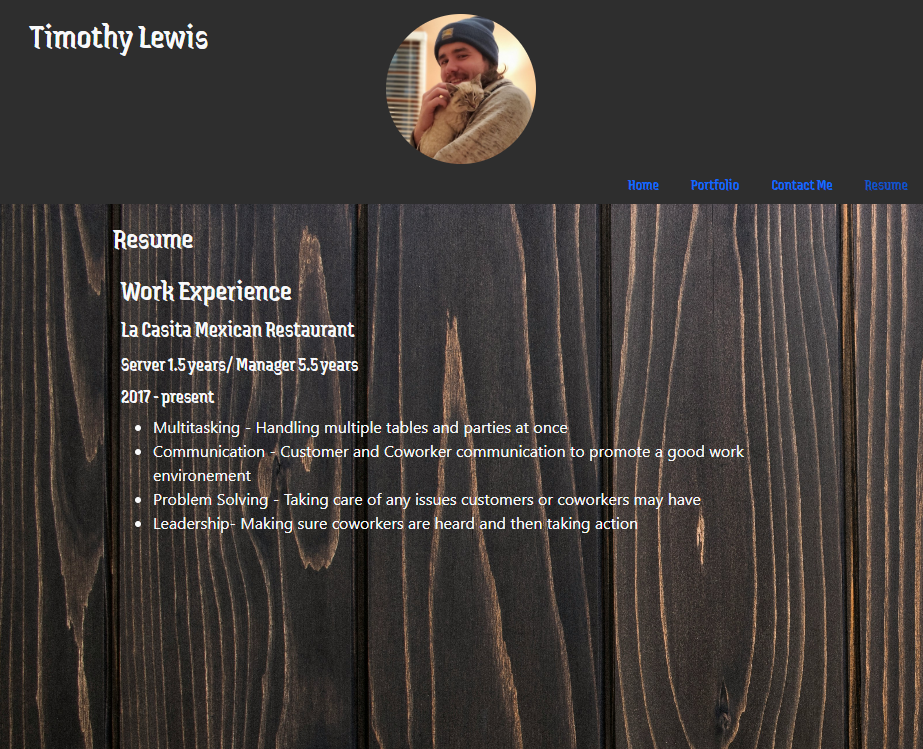 Timothy Lewis
Home Portfolio Contact Me Resume
Resume
Work Experience
La Casita Mexican Restaurant
Server 1.5 years/ Manager 5.5 years
2017 - present
• Multitasking - Handling multiple tables and parties at once
• Communication - Customer and Coworker communication to promote a good work
environement
• Problem Solving - Taking care of any issues customers or coworkers may have
• Leadership- Making sure coworkers are heard and then taking action